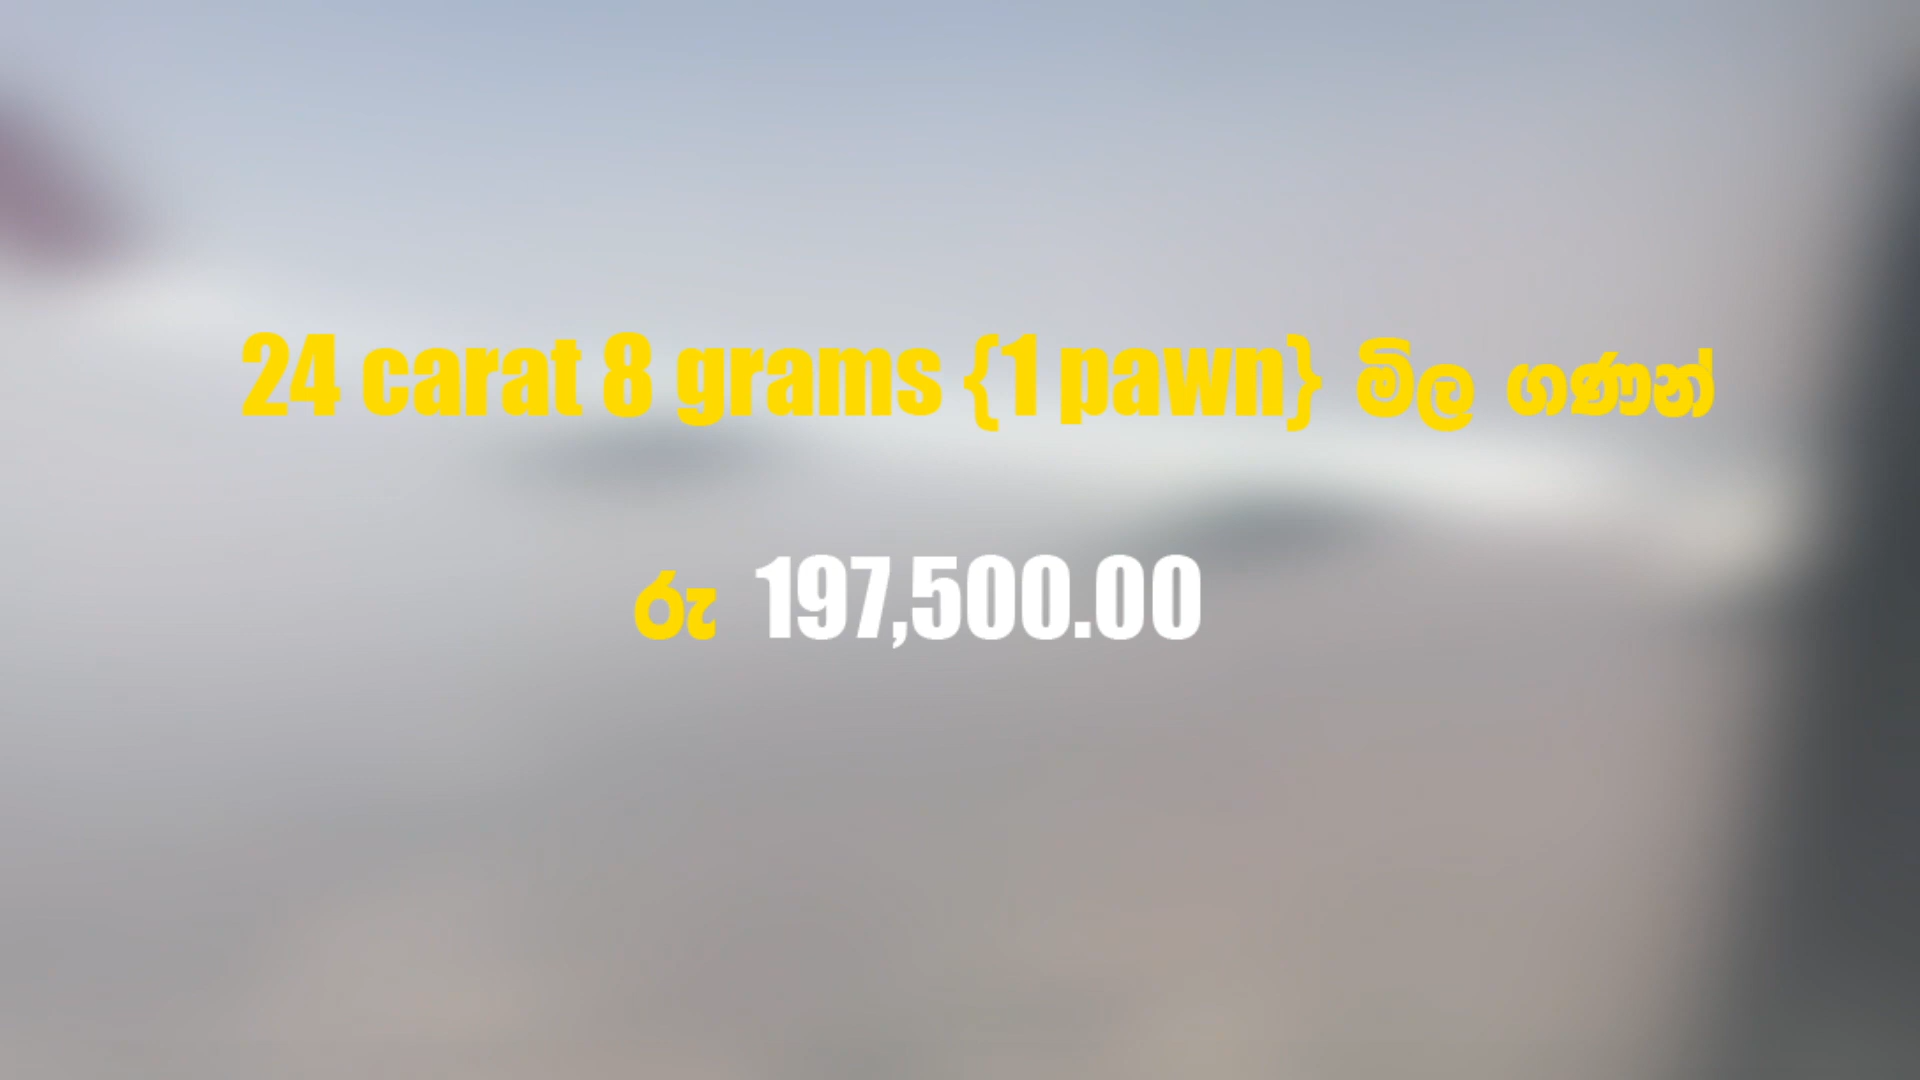 24 carat 8 grams {1 pawn} මිල ගණන්
රු 197,500.00